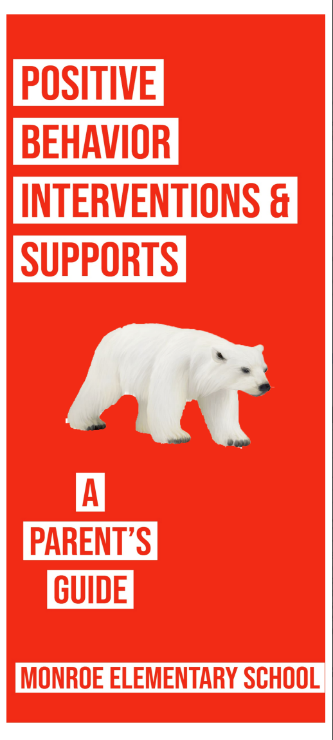 POSITIVE
BEHAVIOR
INTERVENTIONS &
SUPPORTS
A
PARENT'S
GUIDE
MONROE ELEMENTARY SCHOOL